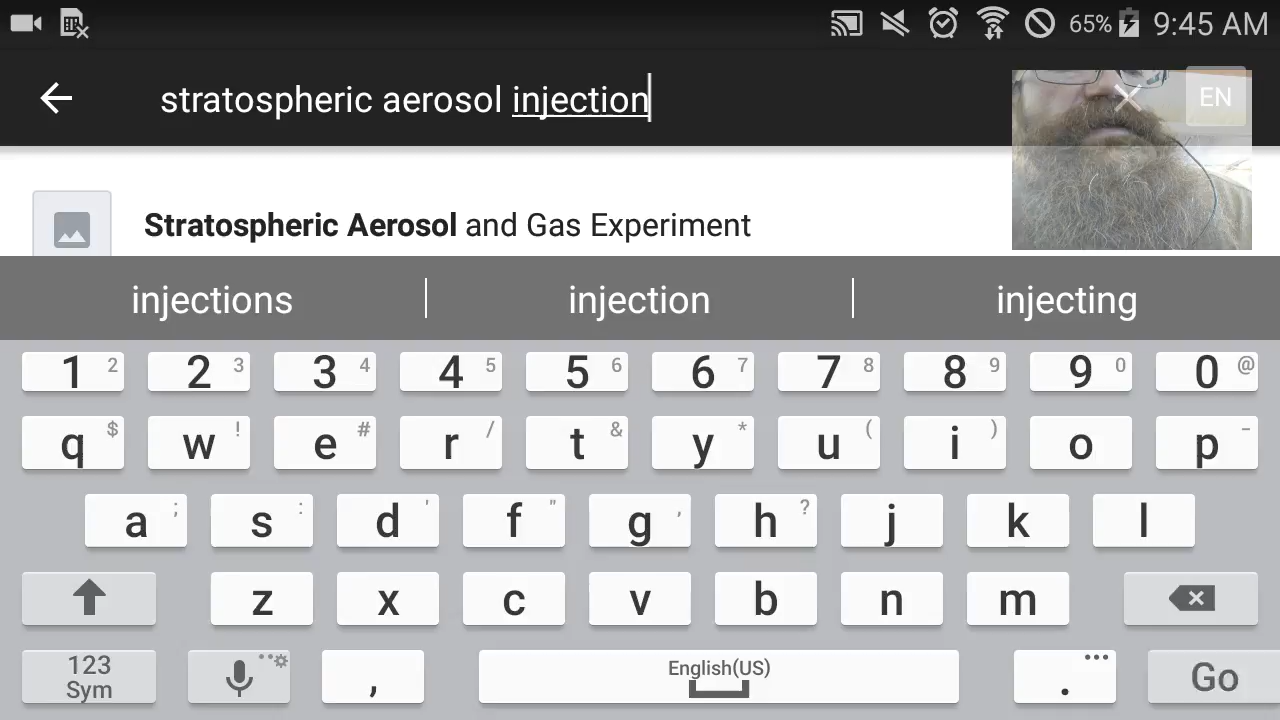 65% 9:45 AM
stratospheric aerosol injection
EN
Stratospheric Aerosol and Gas Experiment
injections injection injecting
1 2 2 3 3 4 4 5 5 6 6 7 7 8 8 9 9 0 0 @
q $ w ! e # r / t & y * u ( i ) o p -
a ; s : d ' f " g , h ? j k l
z x c v b n m
123 Sym , English(US) . ... Go